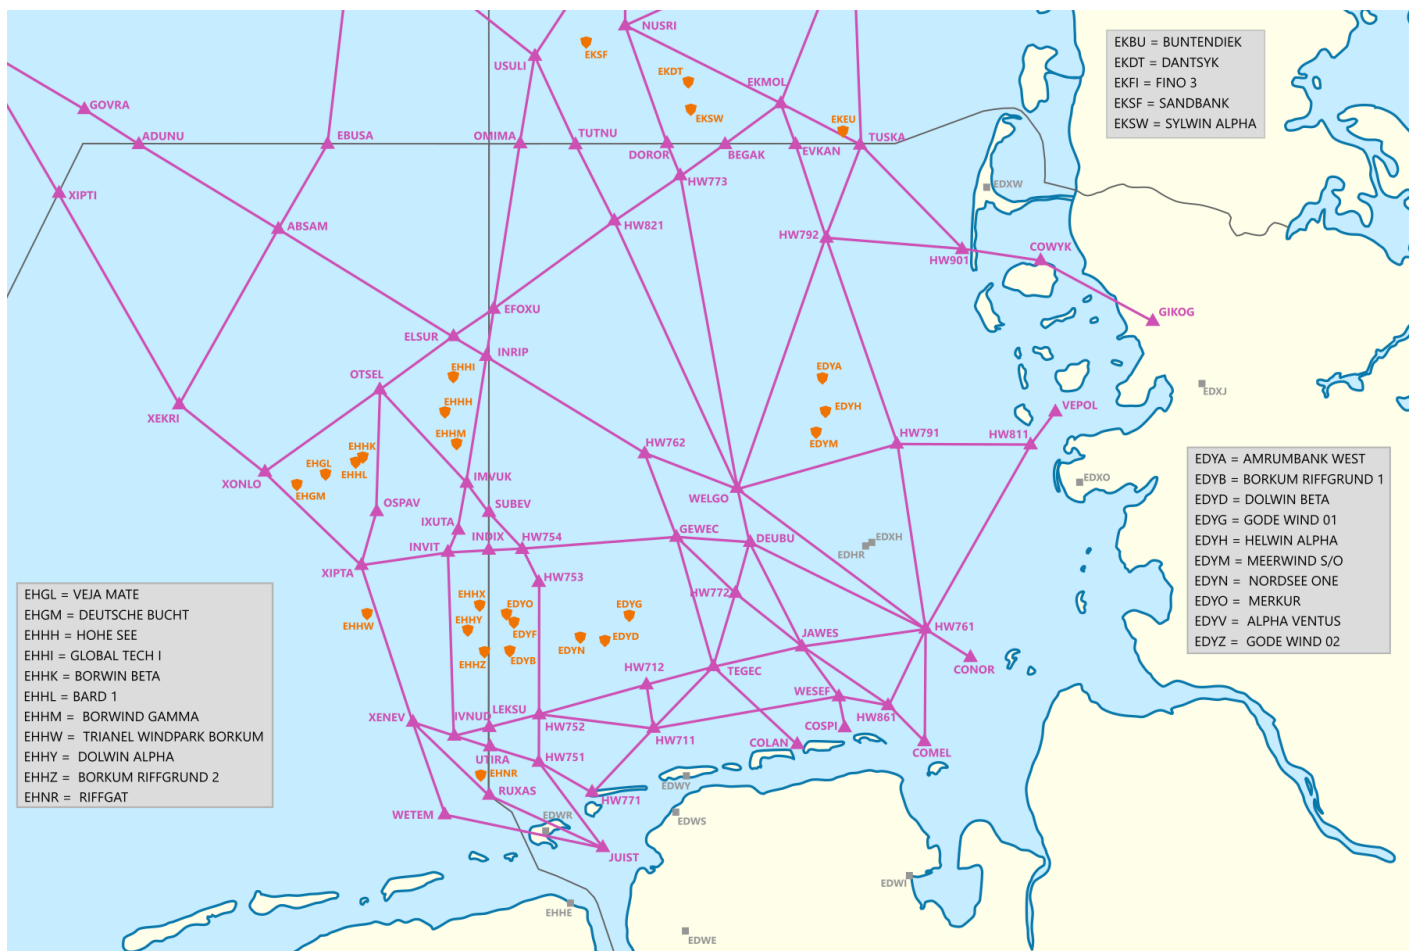 NUSRI
USULI
EKSF
EKDT
EKMOL
EKSW
EKEU
GOVRA
ADUNU
EBUSA
OMIMA
TUTNU
DOROR
BEGAK
EVKAN
TUSKA
EKBU = BUNTENDIEK
EKDT = DANTSYK
EKFI = FINO 3
EKSF = SANDBANK
EKSW = SYLWIN ALPHA
XIPTI
HW773
EDXW
ABSAM
HW821
HW792
HW901
COWYK
EFOXU
GIKOG
ELSUR
INRIP
OTSEL
EHHI
EDYA
EDXJ
XEKRI
EHHH
EDYH
VEPOL
EHHM
EDYM
HW762
HW791
HW811
EHHK
EHGL
EHHL
EHGM
XONLO
IMVUK
WELGO
EDXO
OSPAV
SUBEV
IXUTA
INDIX
INVIT
HW754
GEWEC
DEUBU
EDXH
EDHR
XIPTA
HW753
HW772
EDYA = AMRUMBANK WEST
EDYB = BORKUM RIFFGRUND 1
EDYD = DOLWIN BETA
EDYG = GODE WIND 01
EDYH = HELWIN ALPHA
EDYM = MEERWIND S/O
EDYN = NORDSEE ONE
EDYO = MERKUR
EDYV = ALPHA VENTUS
EDYZ = GODE WIND 02
EHGL = VEJA MATE
EHGM = DEUTSCHE BUCHT
EHHH = HOHE SEE
EHHI = GLOBAL TECH I
EHHK = BORWIN BETA
EHHL = BARD 1
EHHM = BORWIND GAMMA
EHHW = TRIANEL WINDPARK BORKUM
EHHY = DOLWIN ALPHA
EHHZ = BORKUM RIFFGRUND 2
EHNR = RIFFGAT
EHHW
EHHX
EHHY
EHHZ
EDYO
EDYF
EDYB
EDYG
EDYN
EDYD
HW761
JAWES
CONOR
HW712
TEGEC
WESEF
LEKSU
XENEV
IVNUD
HW752
HW711
HW861
COSPI
COLAN
COMEL
UTIRA
HW751
EHNR
RUXAS
HW771
EDWY
WETEM
EDWR
EDWS
JUIST
EDWI
EHHE
EDWE